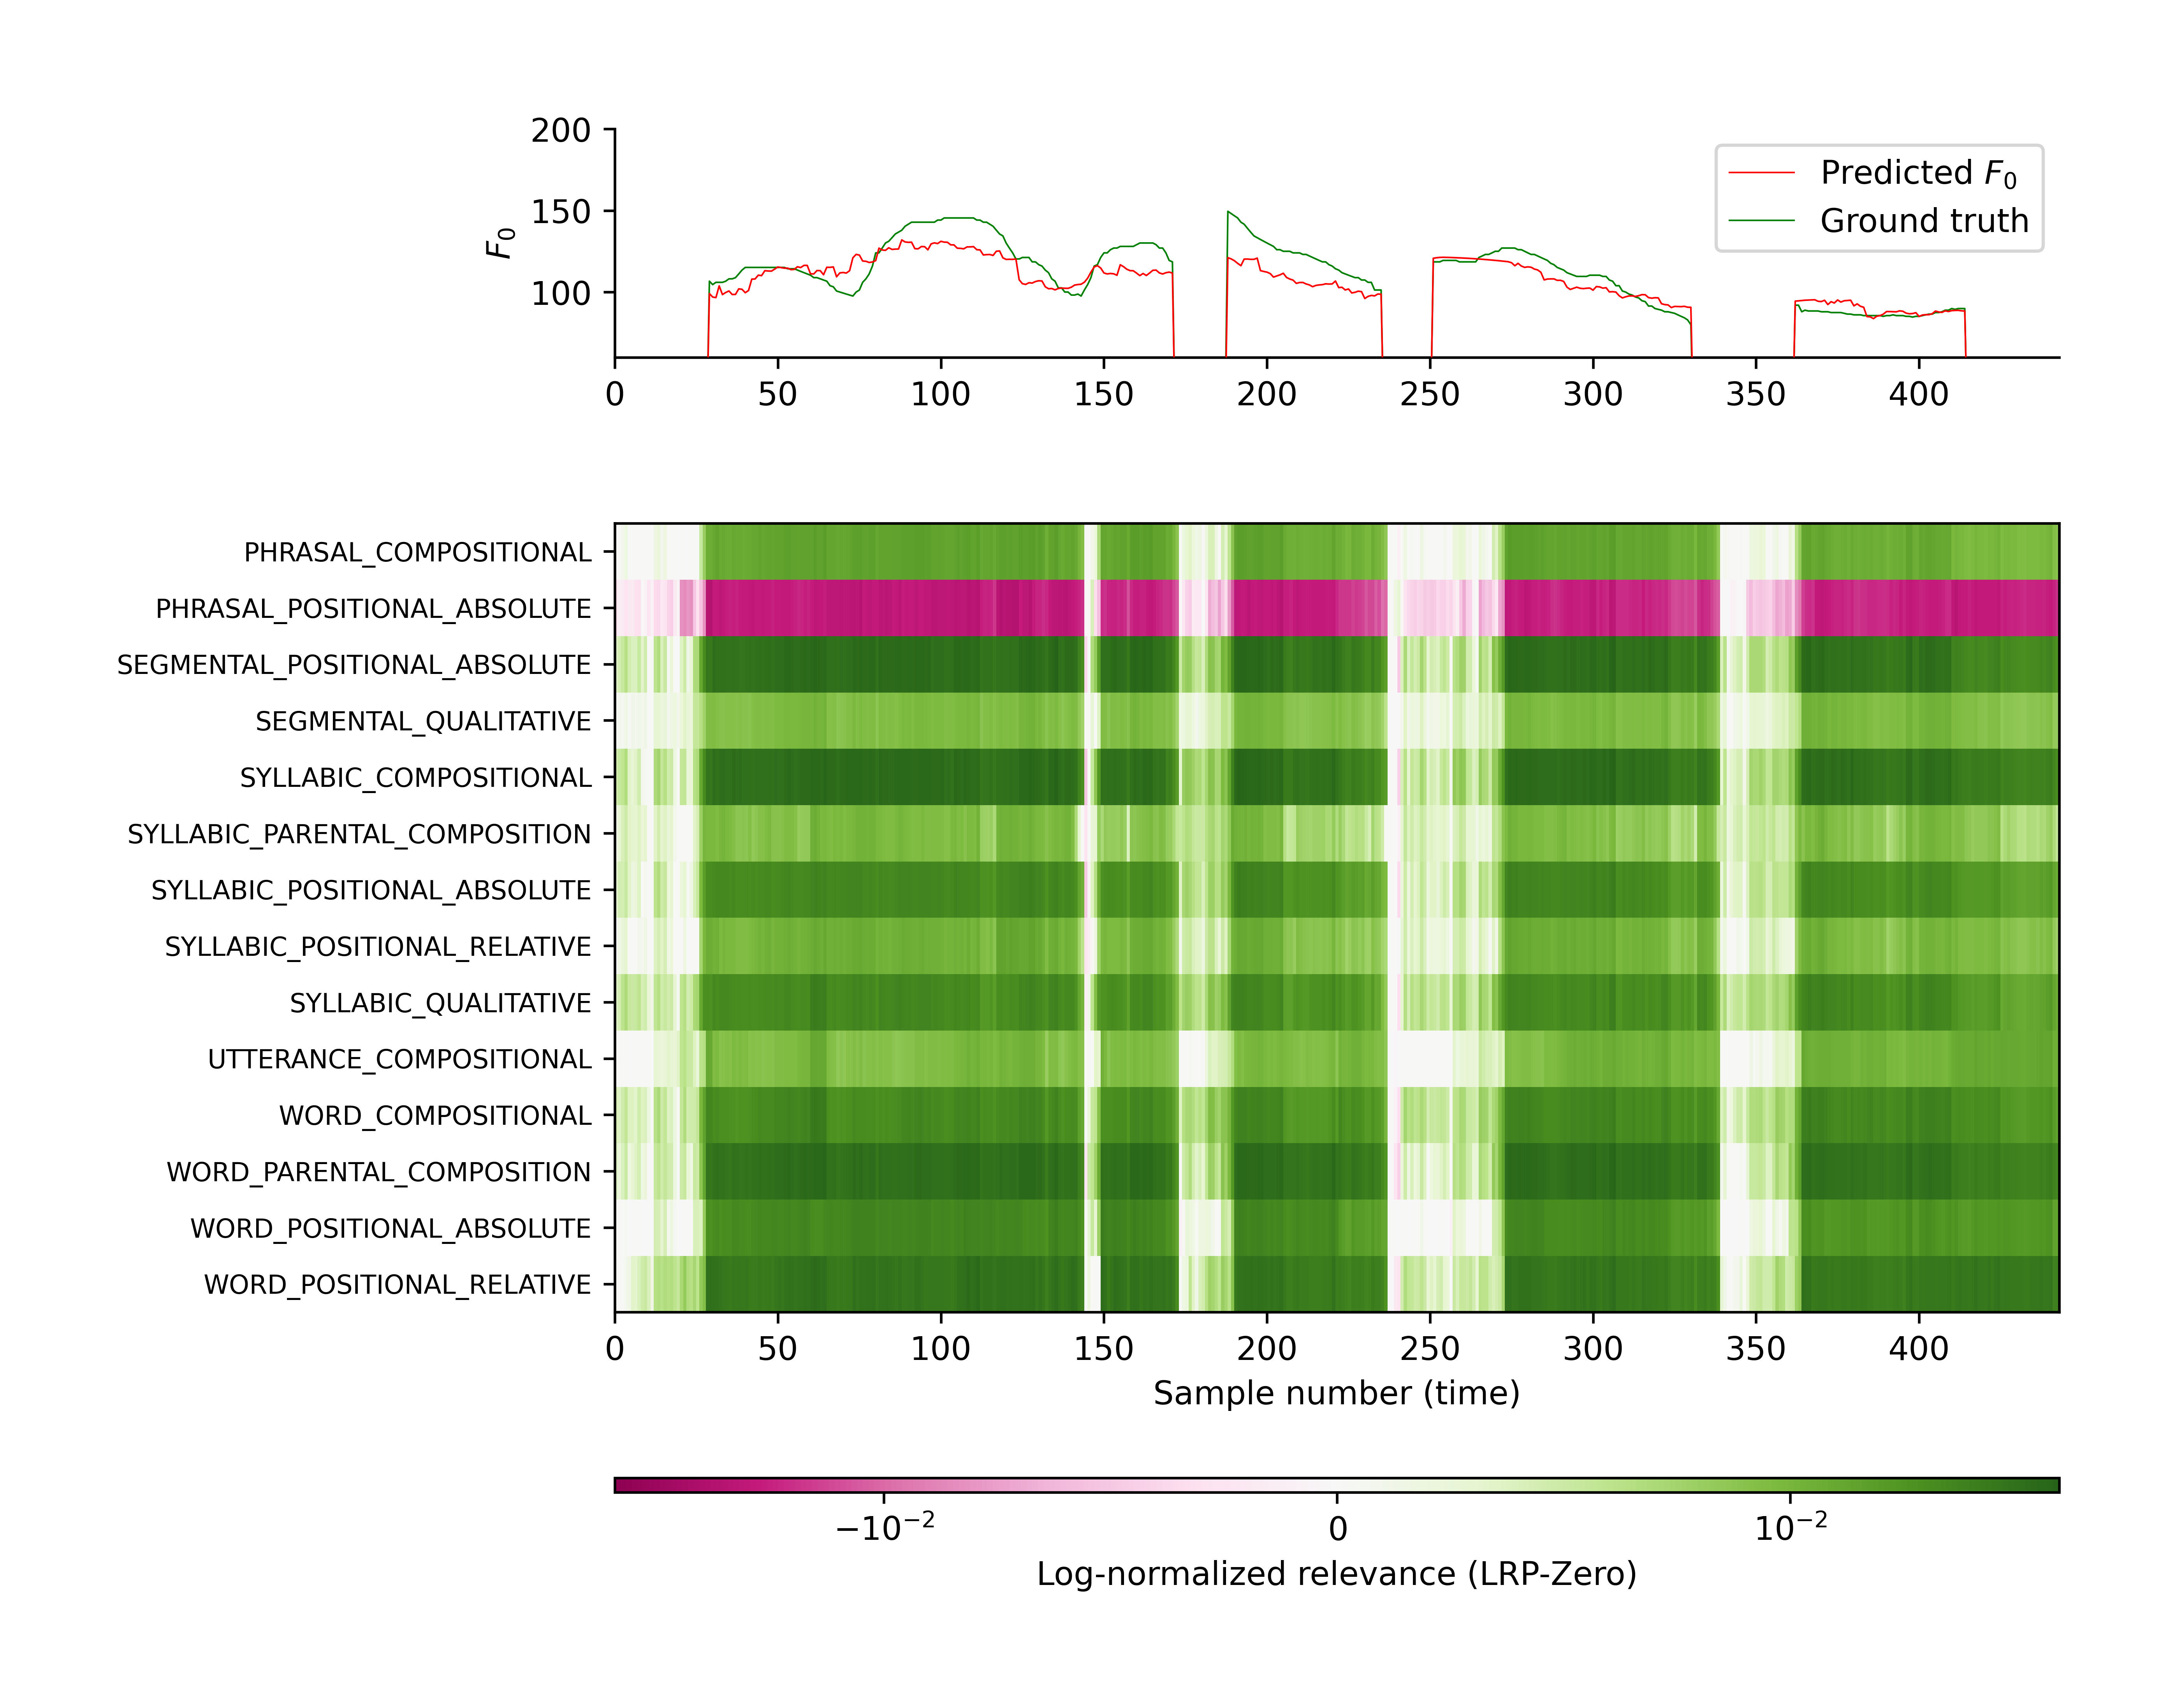 200
150
100
F₀
Predicted F₀
Ground truth
0 50 100 150 200 250 300 350 400
PHRASAL_COMPOSITIONAL
PHRASAL_POSITIONAL_ABSOLUTE
SEGMENTAL_POSITIONAL_ABSOLUTE
SEGMENTAL_QUALITATIVE
SYLLABIC_COMPOSITIONAL
SYLLABIC_PARENTAL_COMPOSITION
SYLLABIC_POSITIONAL_ABSOLUTE
SYLLABIC_POSITIONAL_RELATIVE
SYLLABIC_QUALITATIVE
UTTERANCE_COMPOSITIONAL
WORD_COMPOSITIONAL
WORD_PARENTAL_COMPOSITION
WORD_POSITIONAL_ABSOLUTE
WORD_POSITIONAL_RELATIVE
0 50 100 150 200 250 300 350 400
Sample number (time)
−10⁻² 0 10⁻²
Log-normalized relevance (LRP-Zero)